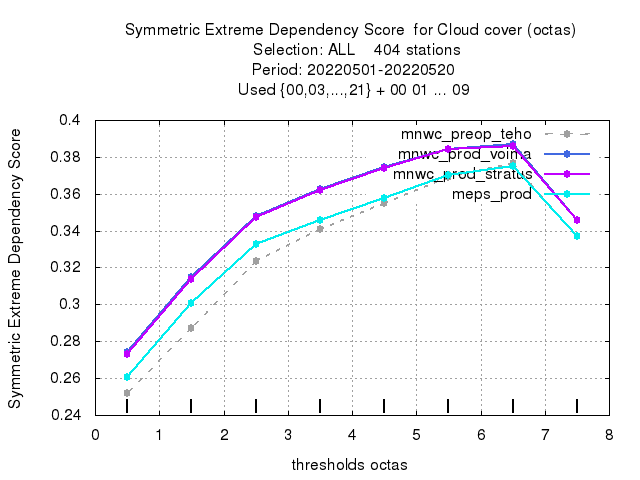 Symmetric Extreme Dependency Score for Cloud cover (octas)
Selection: ALL 404 stations
Period: 20220501-20220520
Used {00,03,...,21} + 00 01 ... 09
Symmetric Extreme Dependency Score
0.4
0.38
0.36
0.34
0.32
0.3
0.28
0.26
0.24
mnwc_preop_teho
mnwc_prod_voima
mnwc_prod_stratus
meps_prod
0 1 2 3 4 5 6 7 8
thresholds octas